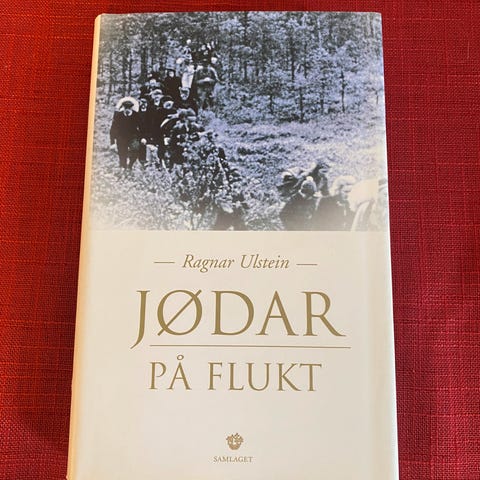 — Ragnar Ulstein —
JØDAR
PÅ FLUKT
SAMLAGET